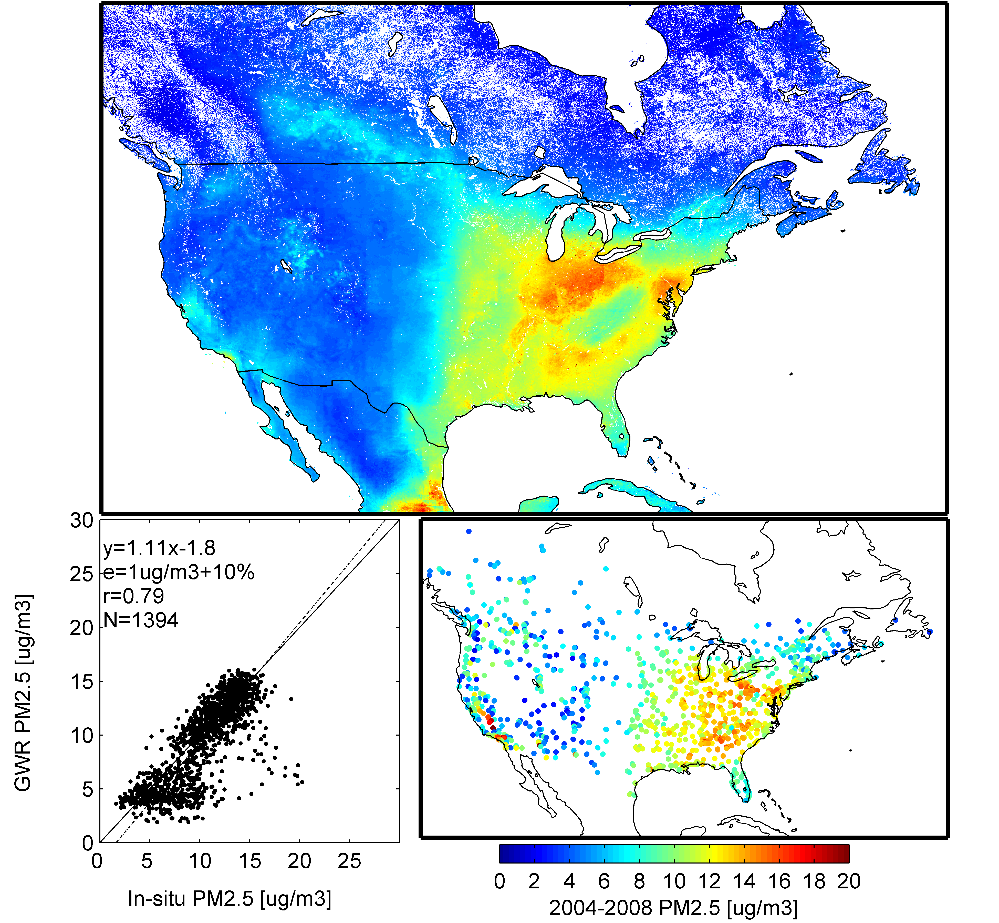 30
25
20
15
10
5
0
y=1.11x-1.8
e=1ug/m3+10%
r=0.79
N=1394
GWR PM2.5 [ug/m3]
0 5 10 15 20 25
In-situ PM2.5 [ug/m3]
0 2 4 6 8 10 12 14 16 18 20
2004-2008 PM2.5 [ug/m3]